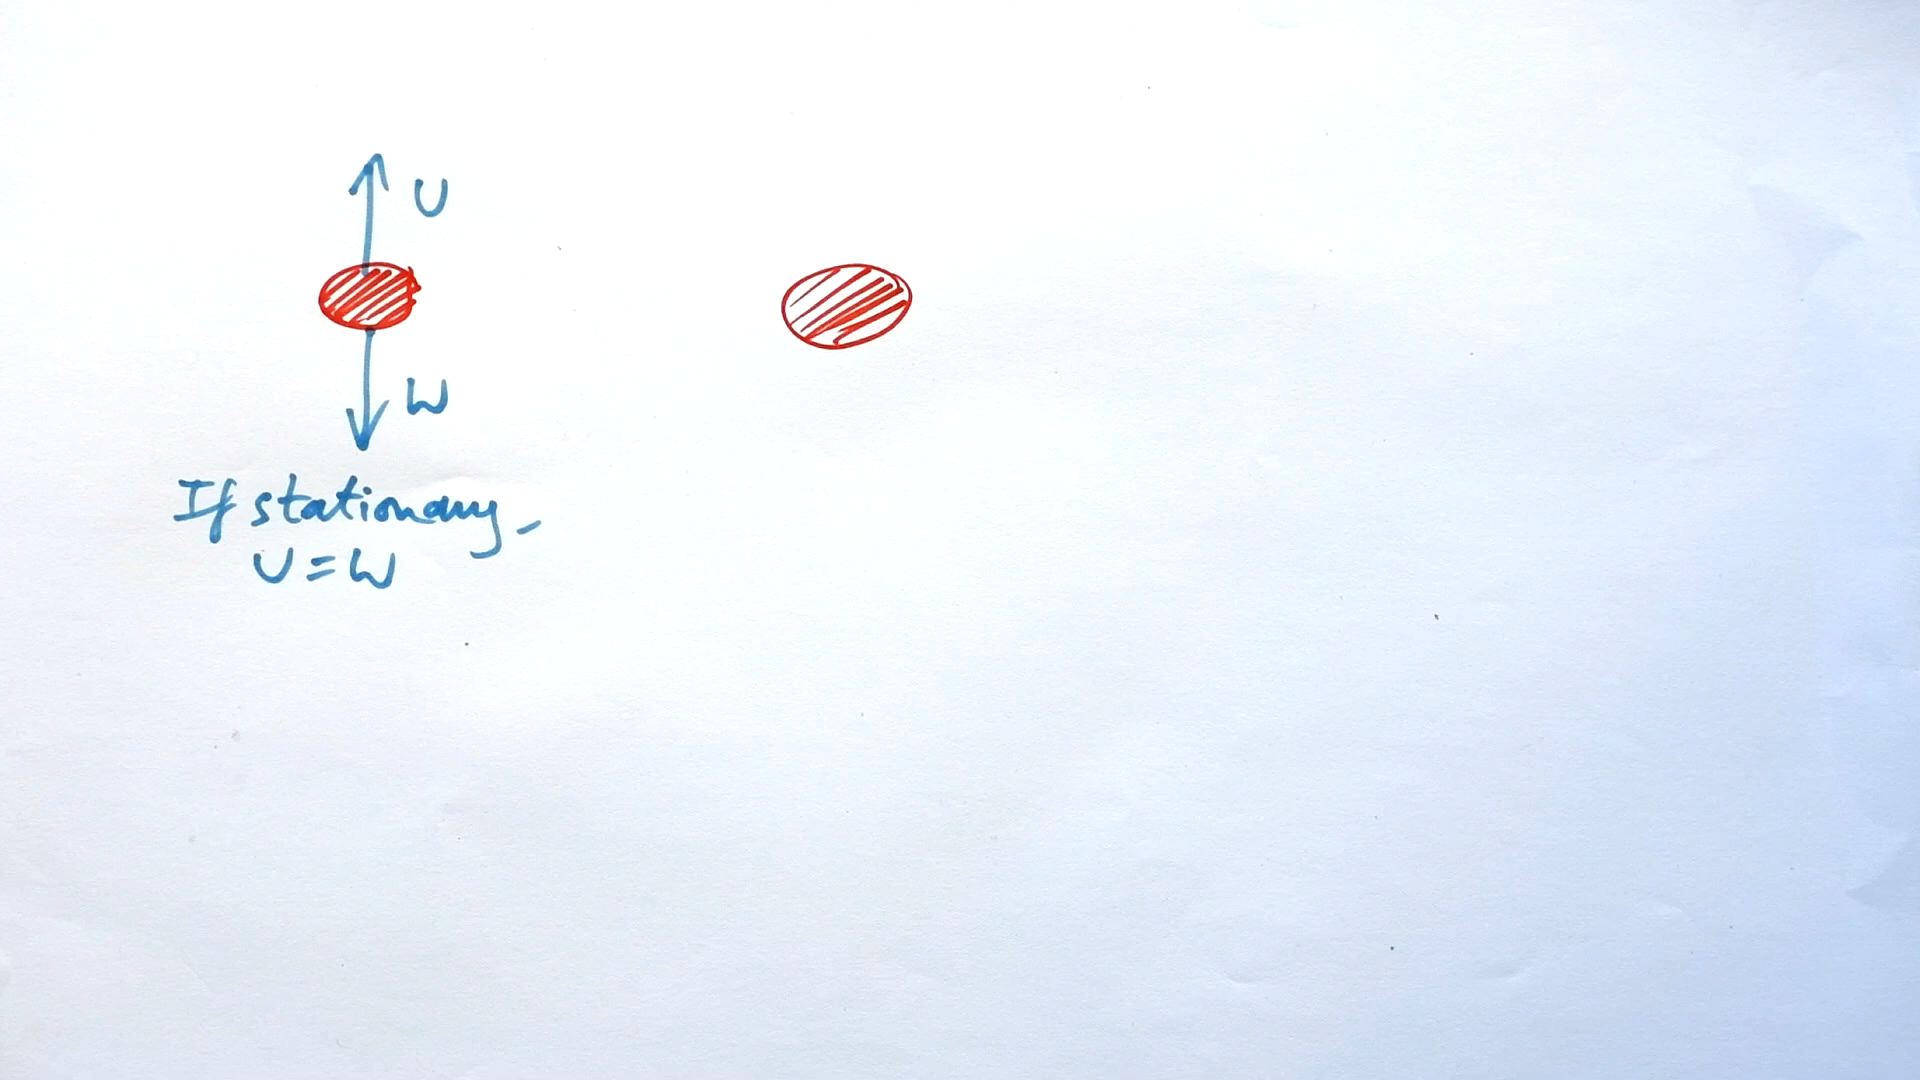 U
W
If stationary,
U = W